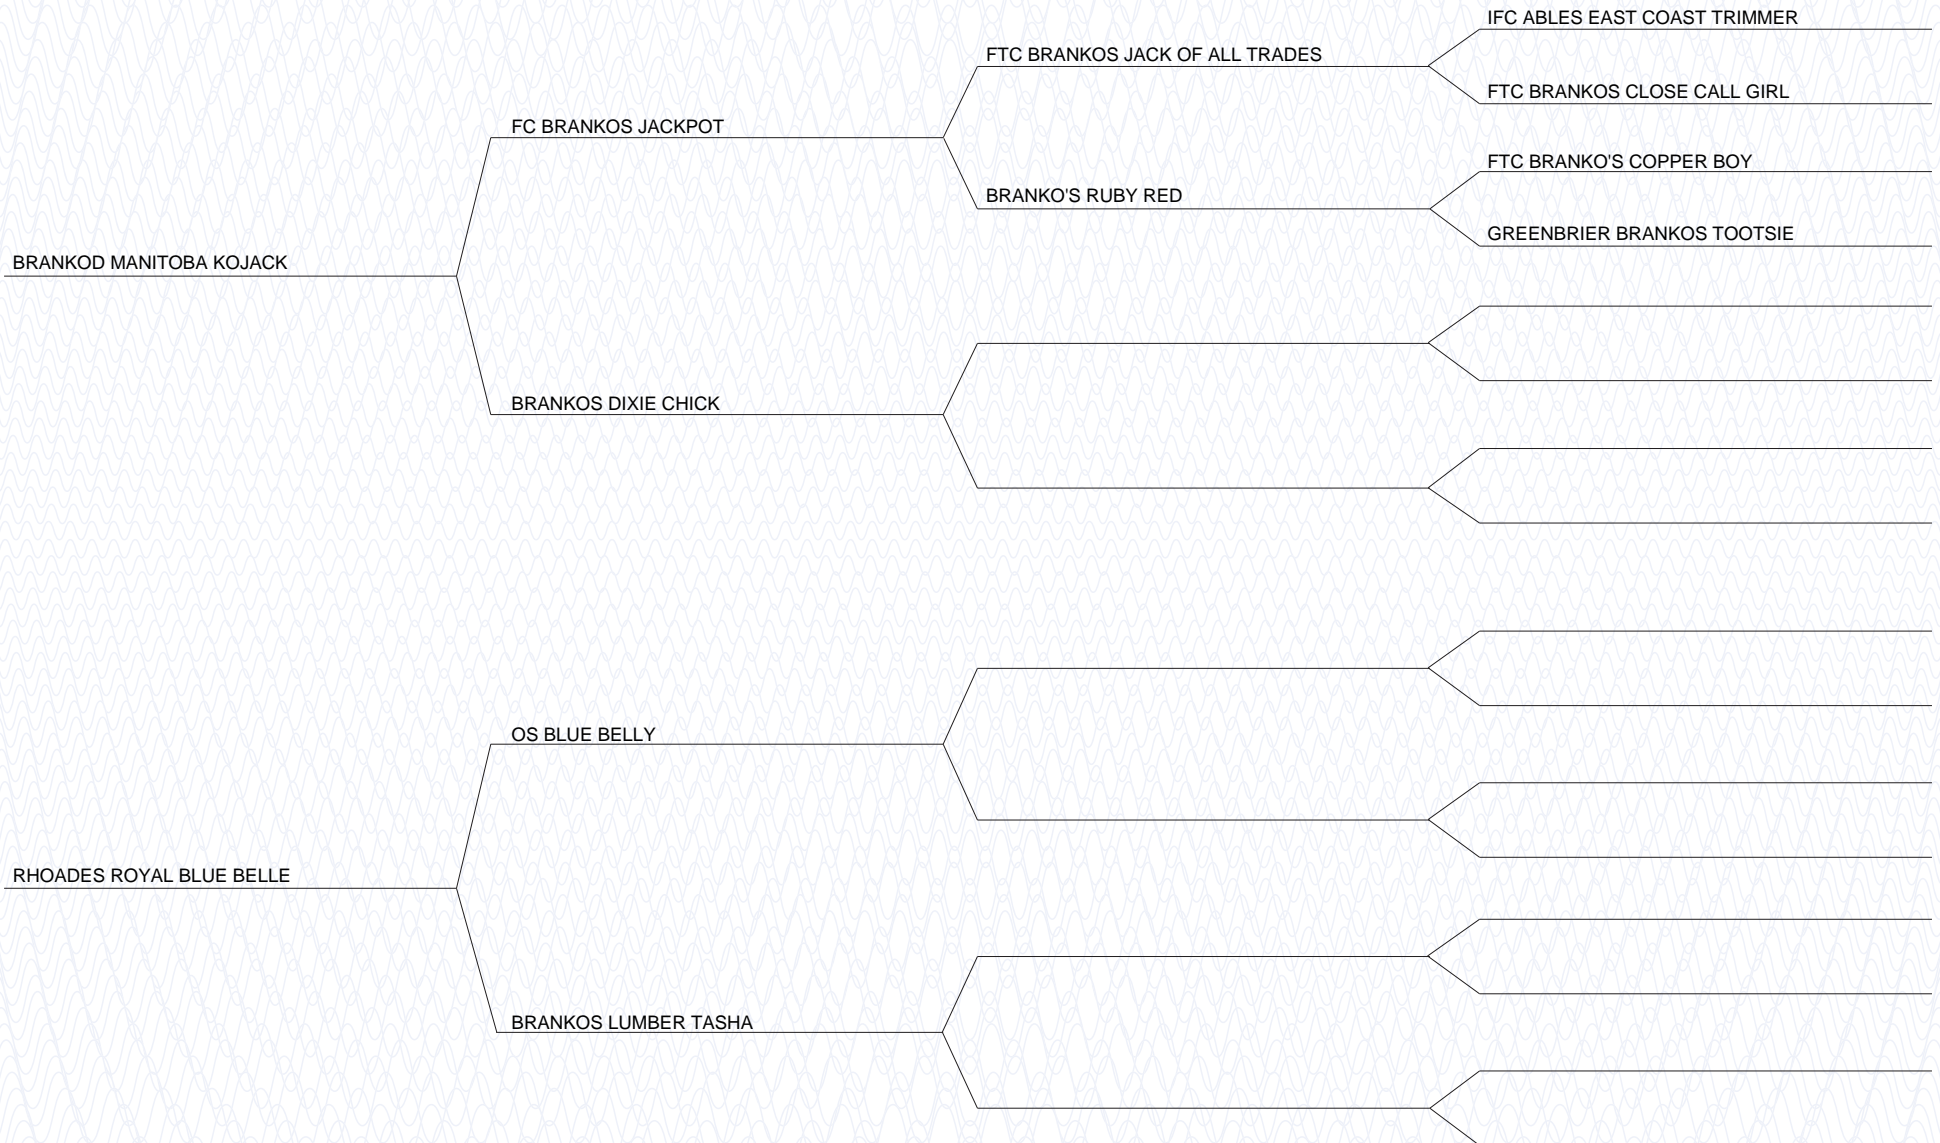 IFC ABLES EAST COAST TRIMMER
FTC BRANKOS JACK OF ALL TRADES
FTC BRANKOS CLOSE CALL GIRL
FC BRANKOS JACKPOT
FTC BRANKO'S COPPER BOY
BRANKO'S RUBY RED
GREENBRIER BRANKOS TOOTSIE
BRANKOD MANITOBA KOJACK
BRANKOS DIXIE CHICK
OS BLUE BELLY
RHOADES ROYAL BLUE BELLE
BRANKOS LUMBER TASHA